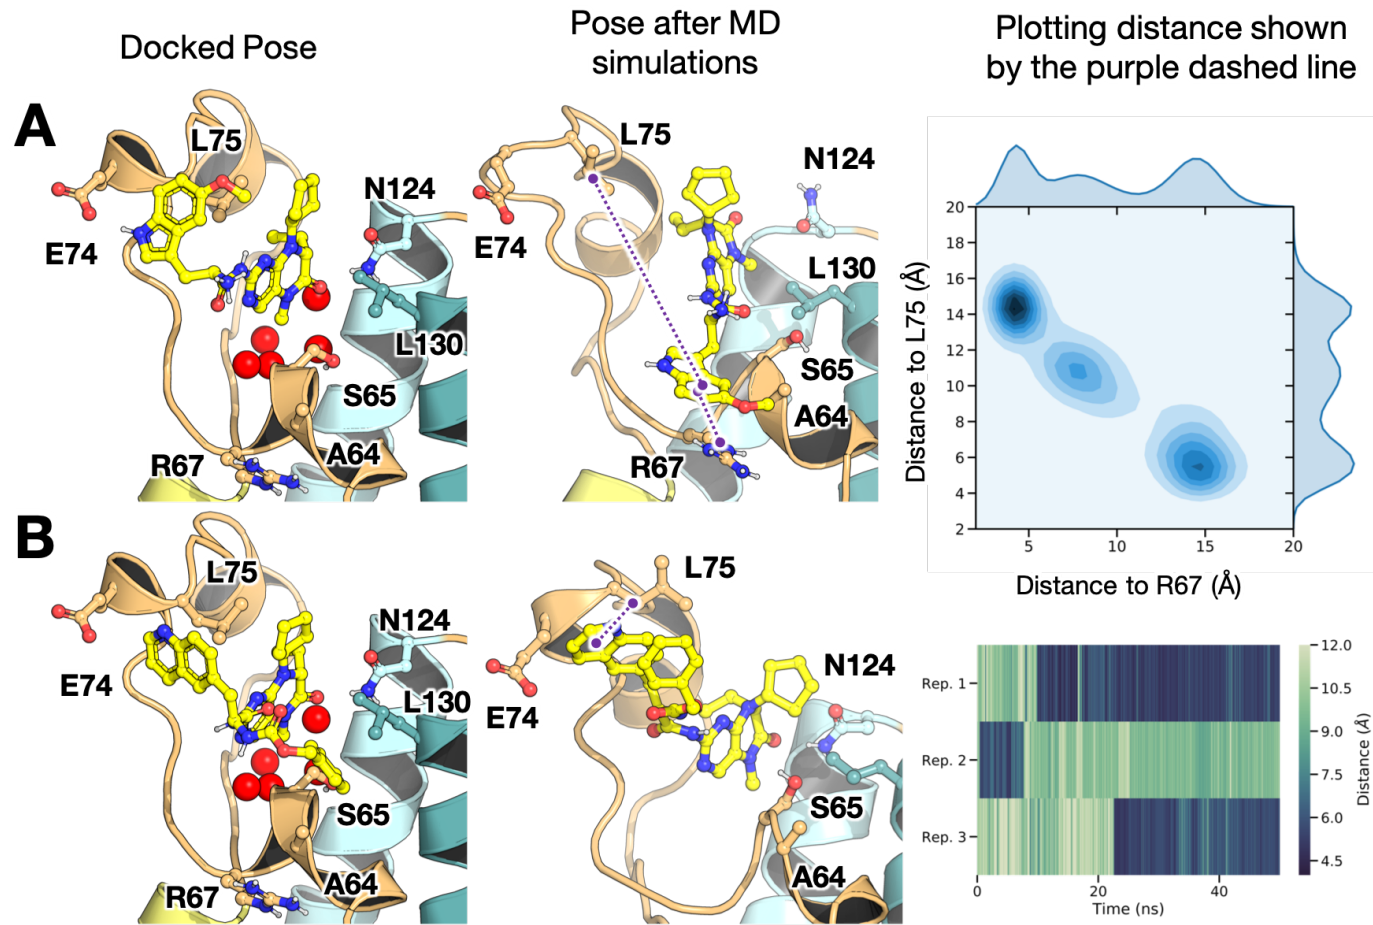 Docked Pose
Pose after MD
simulations
Plotting distance shown
by the purple dashed line
A
L75
N124
E74
L130
S65
A64
R67
L75
N124
E74
L130
S65
A64
R67
20
18
16
14
12
10
8
6
4
2
Distance to L75 (Å)
5
10
15
20
Distance to R67 (Å)
B
L75
N124
E74
L130
S65
A64
R67
L75
N124
E74
S65
A64
Rep. 1
Rep. 2
Rep. 3
0
20
40
Time (ns)
12.0
10.5
9.0
7.5
6.0
4.5
Distance (Å)